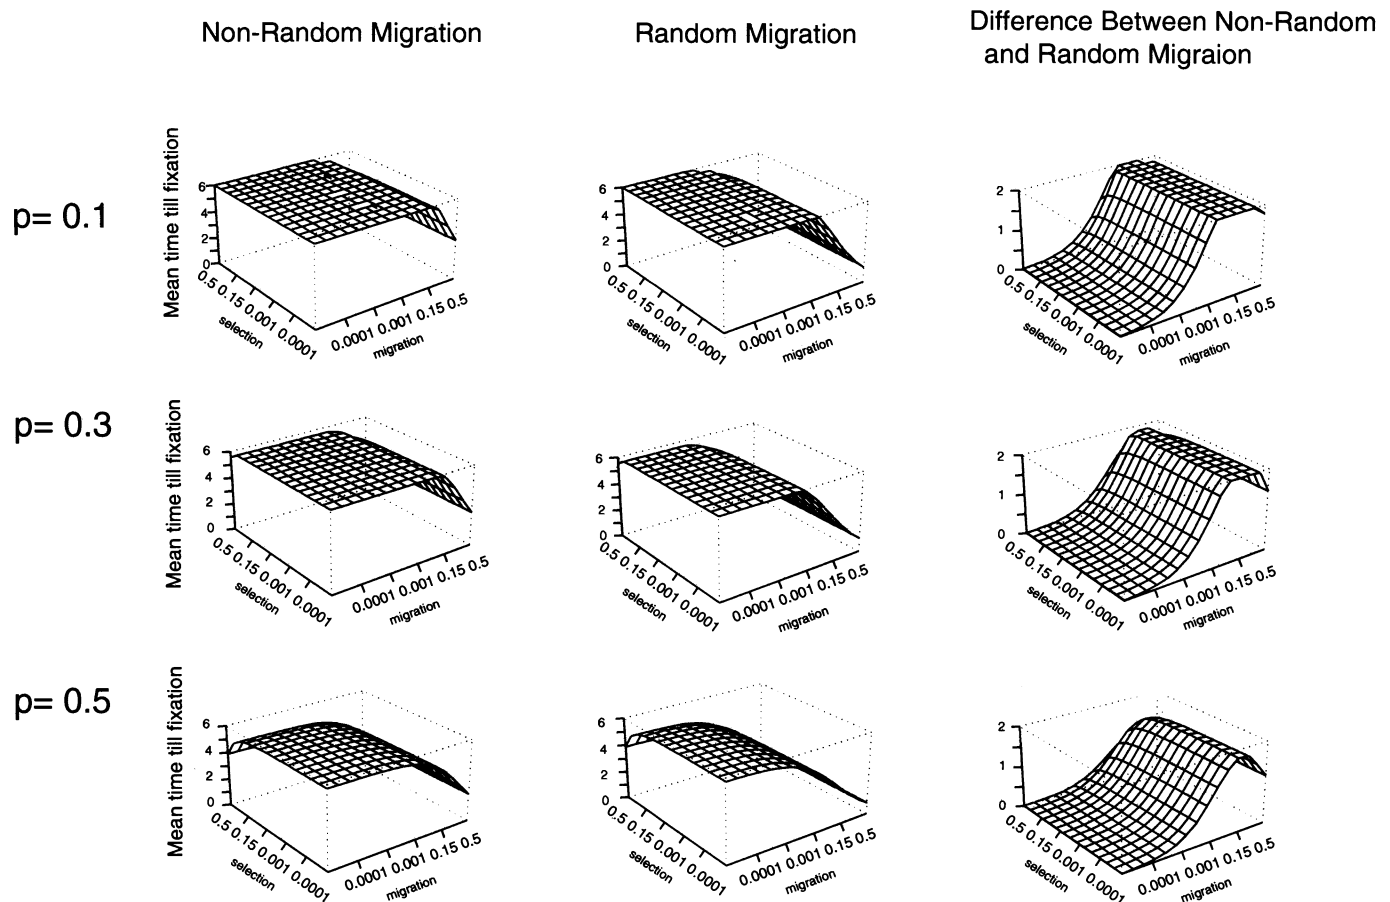 Non-Random Migration
Random Migration
Difference Between Non-Random
and Random Migraion
p= 0.1
Mean time till fixation
6
4
2
0
0.5 0.15 0.001 0.0001
selection
0.0001 0.001 0.15 0.5
migration
6
4
2
0
0.5 0.15 0.001 0.0001
selection
0.0001 0.001 0.15 0.5
migration
2
1
0
0.5 0.15 0.001 0.0001
selection
0.0001 0.001 0.15 0.5
migration
p= 0.3
Mean time till fixation
6
4
2
0
0.5 0.15 0.001 0.0001
selection
0.0001 0.001 0.15 0.5
migration
6
4
2
0
0.5 0.15 0.001 0.0001
selection
0.0001 0.001 0.15 0.5
migration
2
1
0
0.5 0.15 0.001 0.0001
selection
0.0001 0.001 0.15 0.5
migration
p= 0.5
Mean time till fixation
6
4
2
0
0.5 0.15 0.001 0.0001
selection
0.0001 0.001 0.15 0.5
migration
6
4
2
0
0.5 0.15 0.001 0.0001
selection
0.0001 0.001 0.15 0.5
migration
2
1
0
0.5 0.15 0.001 0.0001
selection
0.0001 0.001 0.15 0.5
migration